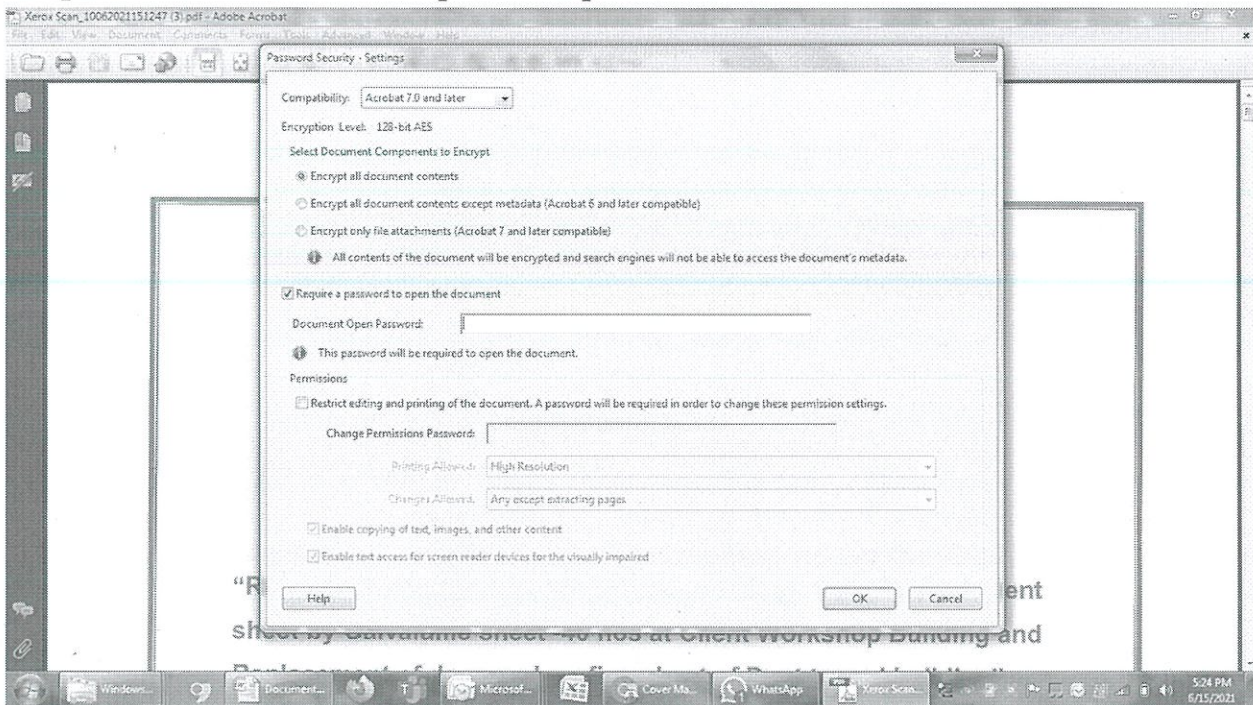 Xerox Scan_10062021151247 (3).pdf - Adobe Acrobat
File Edit View Document Comments Forms Tools Advanced Window Help
Password Security - Settings
Compatibility: Acrobat 7.0 and later
Encryption Level: 128-bit AES
Select Document Components to Encrypt
Encrypt all document contents
Encrypt all document contents except metadata (Acrobat 6 and later compatible)
Encrypt only file attachments (Acrobat 7 and later compatible)
All contents of the document will be encrypted and search engines will not be able to access the document's metadata.
Require a password to open the document
Document Open Password:
This password will be required to open the document.
Permissions
Restrict editing and printing of the document. A password will be required in order to change these permission settings.
Change Permissions Password:
Printing Allowed: High Resolution
Changes Allowed: Any except extracting pages
Enable copying of text, images, and other content
Enable text access for screen reader devices for the visually impaired
Help OK Cancel
"R ent
sheet by Galvalume sheet -40 nos at Client Workshop Building and
Windows... Document... Microsof... Cover Ma... WhatsApp Xerox Scan... 5:24 PM
6/15/2021